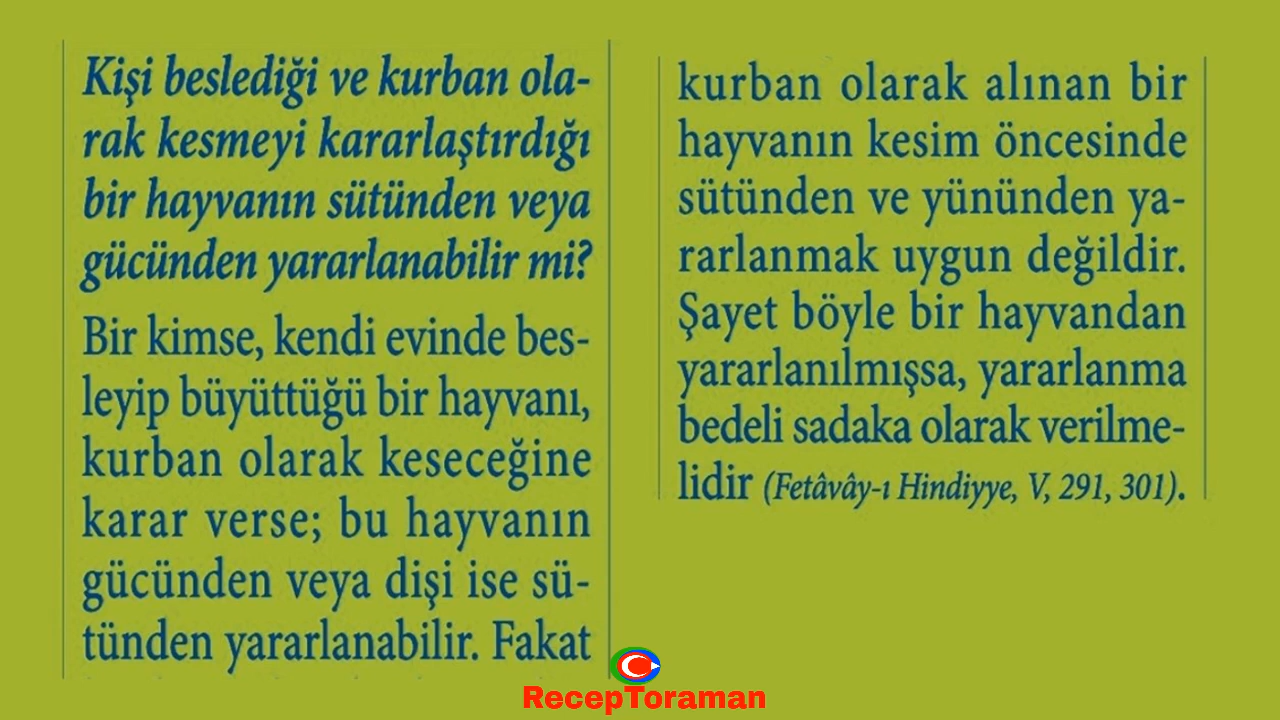 Kişi beslediği ve kurban ola-
rak kesmeyi kararlaştırdığı
bir hayvanın sütünden veya
gücünden yararlanabilir mi?
Bir kimse, kendi evinde bes-
leyip büyüttüğü bir hayvanı,
kurban olarak keseceğine
karar verse; bu hayvanın
gücünden veya dişi ise sü-
tünden yararlanabilir. Fakat
kurban olarak alınan bir
hayvanın kesim öncesinde
sütünden ve yününden ya-
rarlanmak uygun değildir.
Şayet böyle bir hayvandan
yararlanılmışsa, yararlanma
bedeli sadaka olarak verilme-
lidir (Fetâvây-ı Hindiyye, V, 291, 301).
RecepToraman